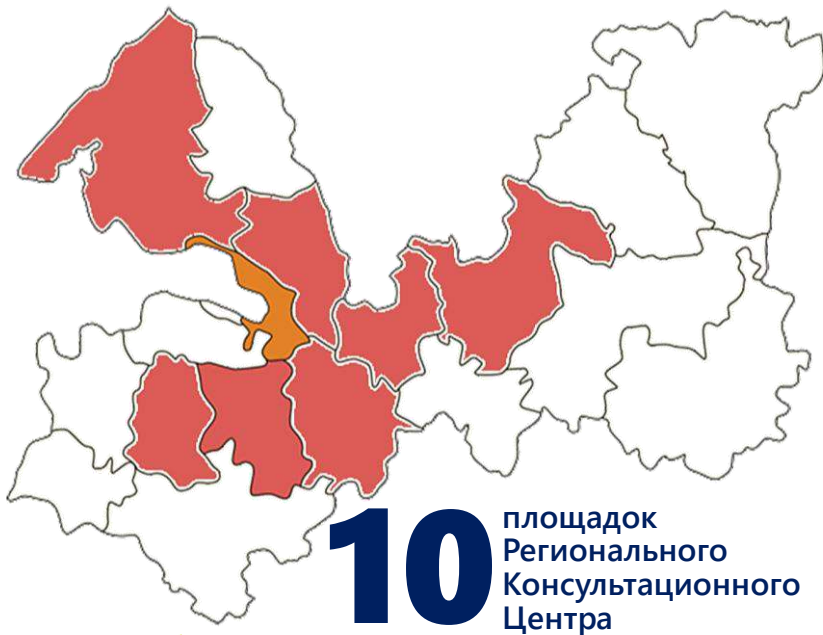 10 площадок
Регионального
Консультационного
Центра